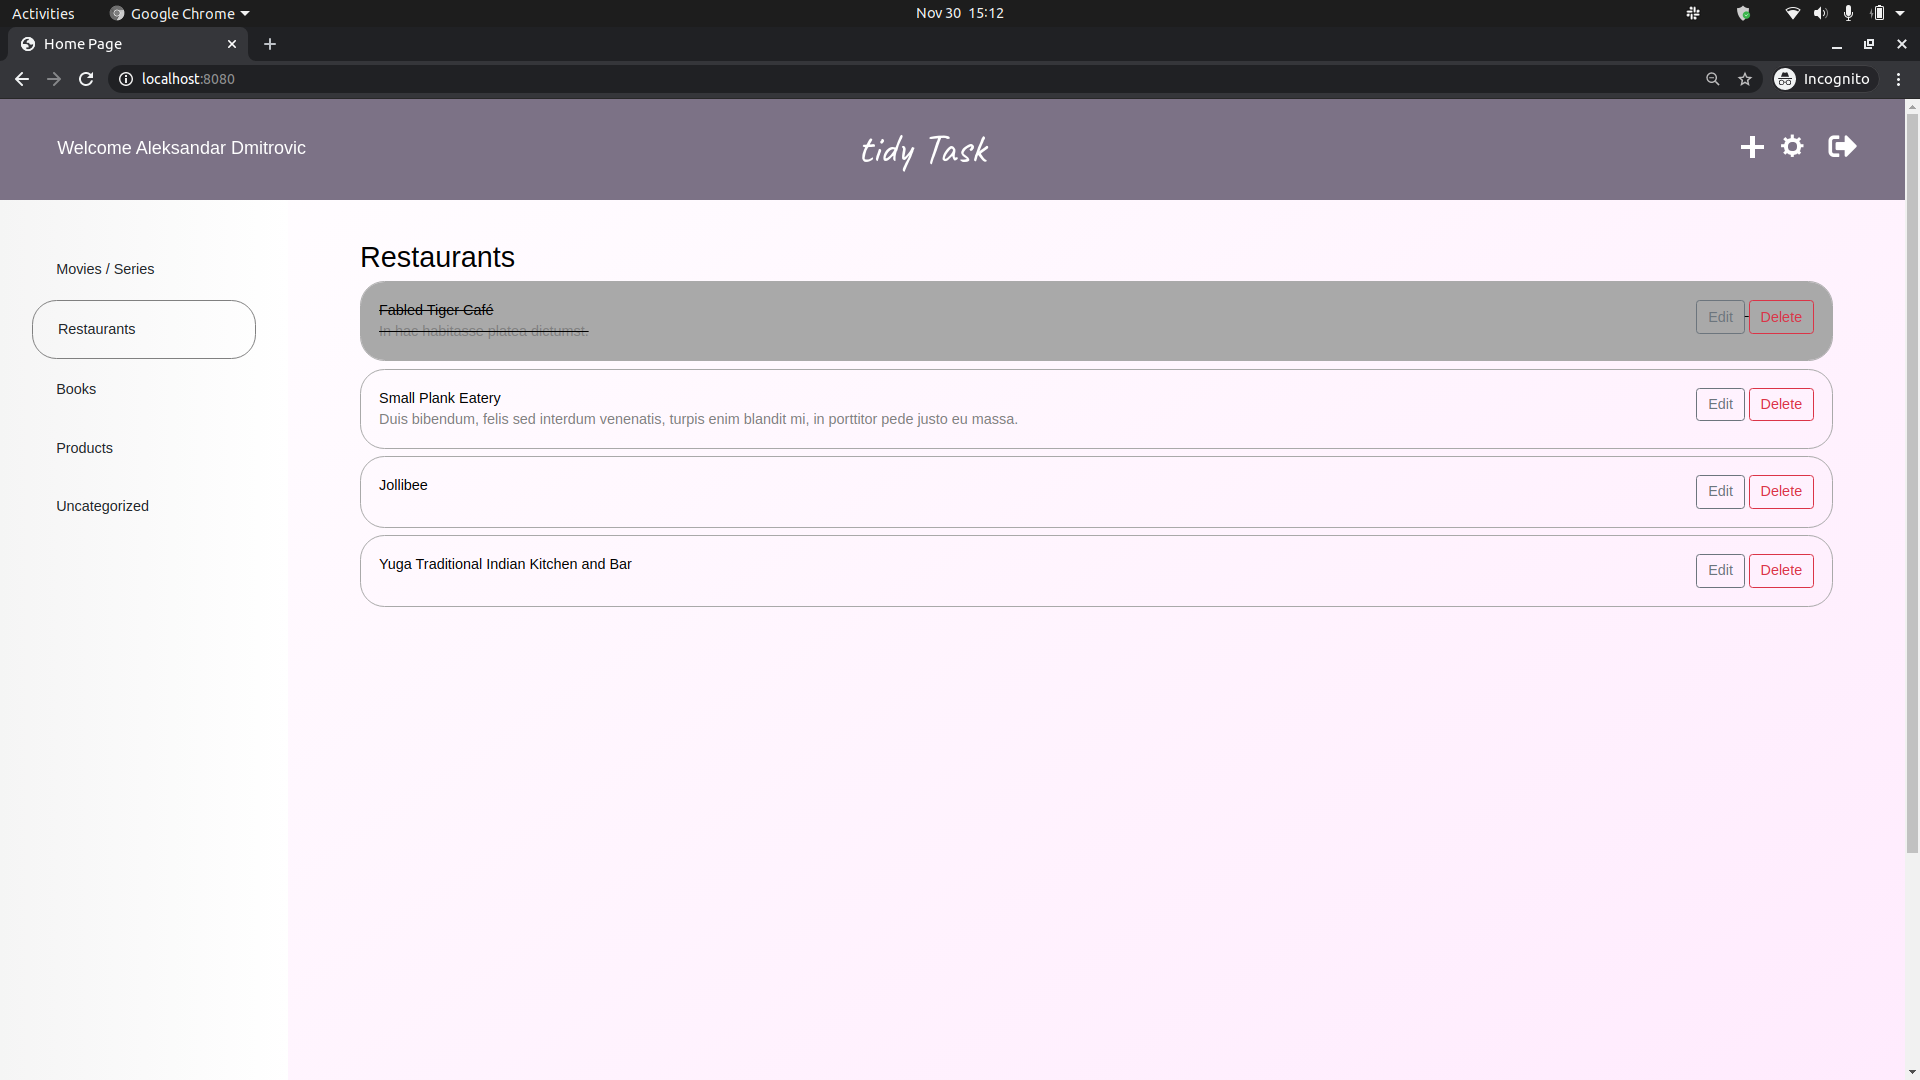 Activities Google Chrome Nov 30 15:12
Home Page
localhost:8080 Incognito
Welcome Aleksandar Dmitrovic tidy Task
Movies / Series
Restaurants
Books
Products
Uncategorized
Restaurants
Fabled Tiger Café Edit Delete
In hac habitasse platea dictumst.
Small Plank Eatery Edit Delete
Duis bibendum, felis sed interdum venenatis, turpis enim blandit mi, in porttitor pede justo eu massa.
Jollibee Edit Delete
Yuga Traditional Indian Kitchen and Bar Edit Delete